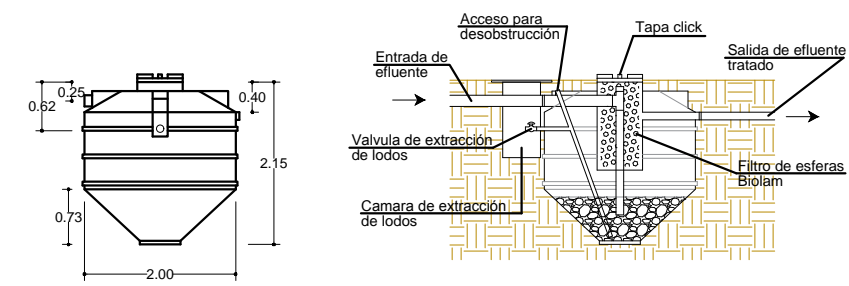 0.25
0.62
0.40
2.15
0.73
2.00
Acceso para
desobstrucción
Tapa click
Entrada de
efluente
Salida de efluente
tratado
Valvula de extracción
de lodos
Filtro de esferas
Biolam
Camara de extracción
de lodos